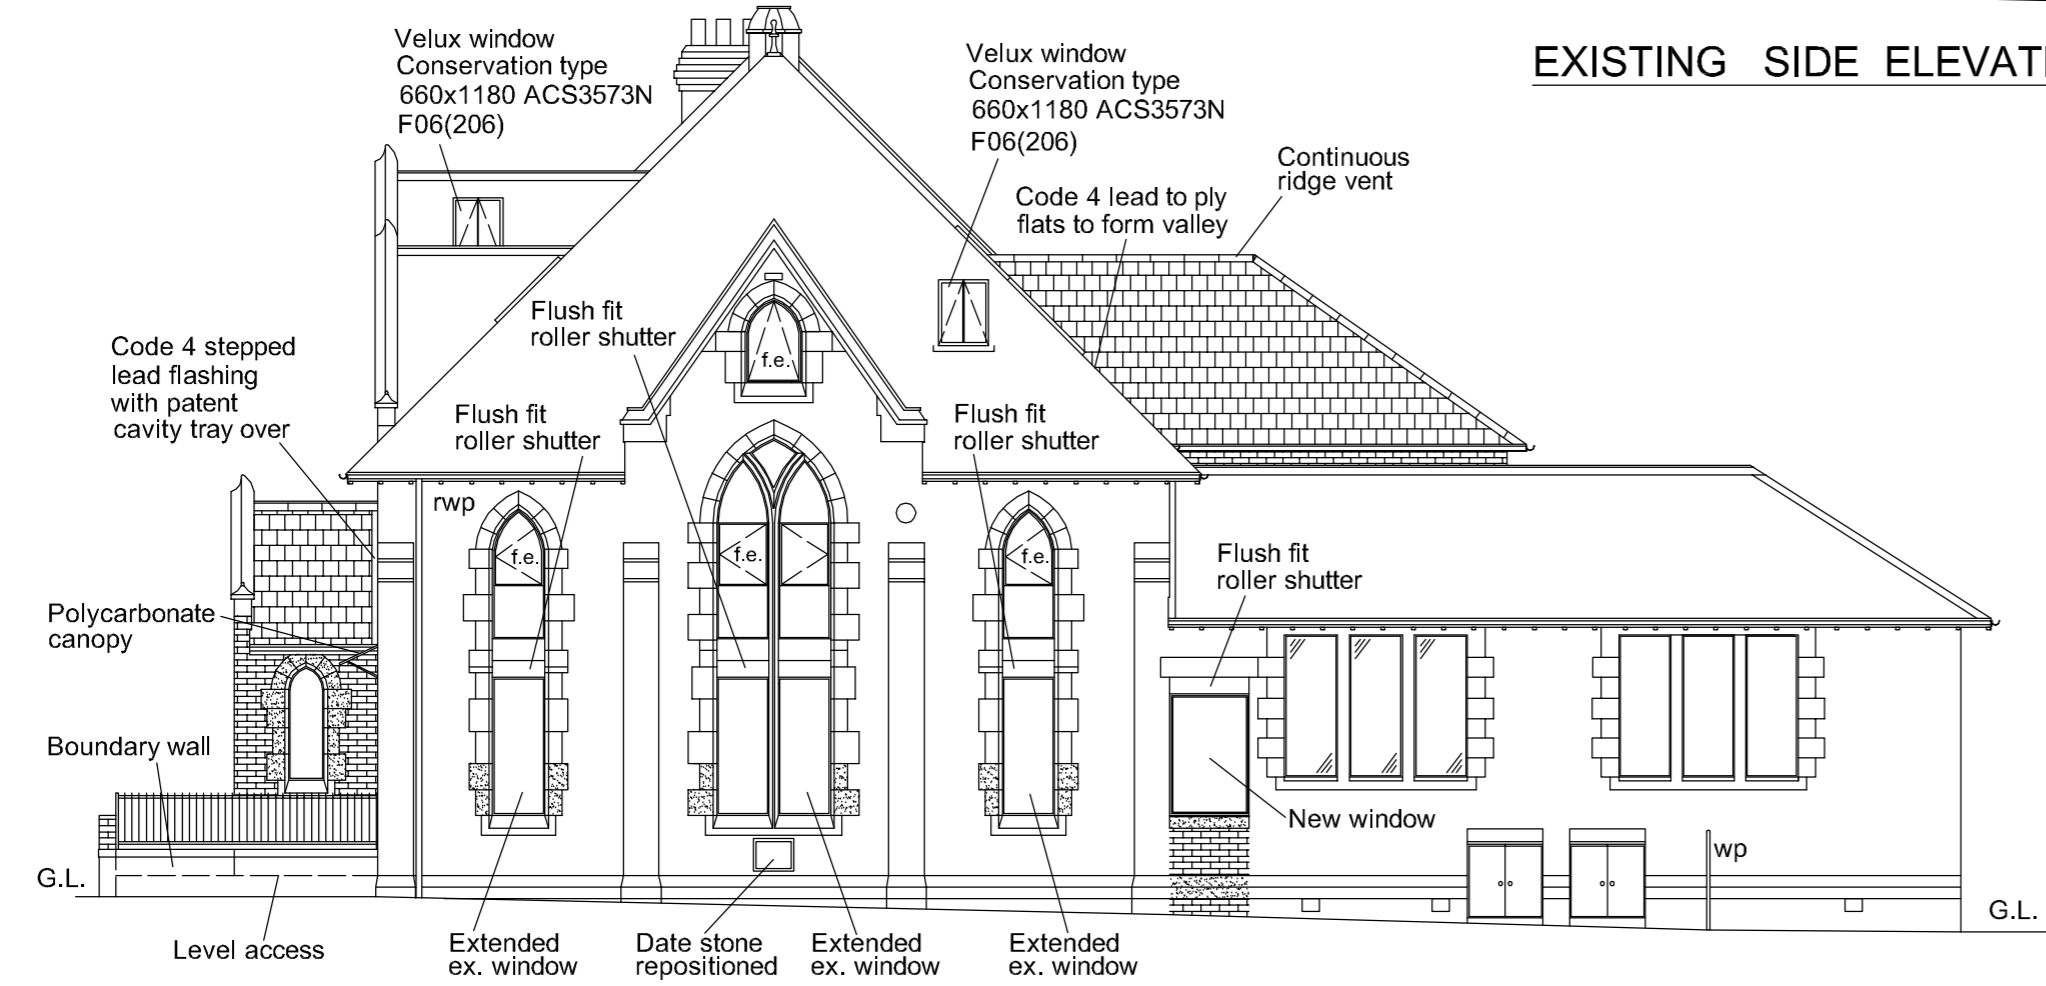 EXISTING SIDE ELEVATI
Velux window
Conservation type
660x1180 ACS3573N
F06(206)
Velux window
Conservation type
660x1180 ACS3573N
F06(206)
Continuous
ridge vent
Code 4 lead to ply
flats to form valley
Flush fit
roller shutter
Code 4 stepped
lead flashing
with patent
cavity tray over
f.e.
Flush fit
roller shutter
Flush fit
roller shutter
rwp
f.e.
f.e.
f.e.
Flush fit
roller shutter
Polycarbonate
canopy
Boundary wall
New window
wp
G.L.
G.L.
Level access
Extended
ex. window
Date stone
repositioned
Extended
ex. window
Extended
ex. window